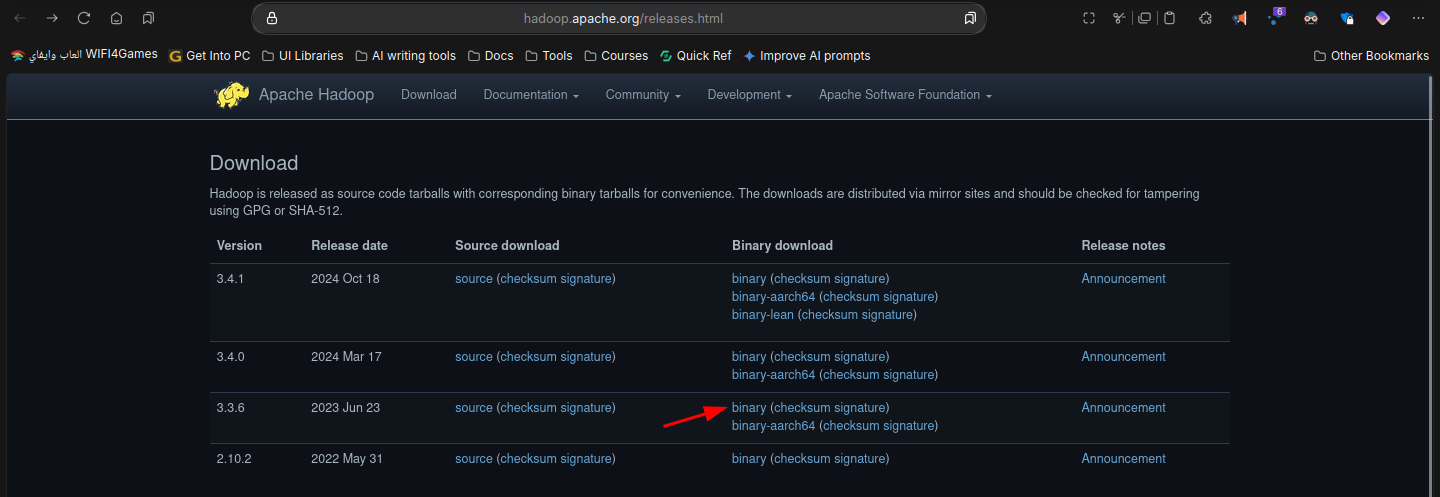 hadoop.apache.org/releases.html
6
العاب وايفاي WIFI4Games
Get Into PC
UI Libraries
AI writing tools
Docs
Tools
Courses
Quick Ref
Improve AI prompts
Other Bookmarks
Apache Hadoop
Download
Documentation
Community
Development
Apache Software Foundation
Download
Hadoop is released as source code tarballs with corresponding binary tarballs for convenience. The downloads are distributed via mirror sites and should be checked for tampering
using GPG or SHA-512.
Version Release date Source download Binary download Release notes
3.4.1 2024 Oct 18 source (checksum signature) binary (checksum signature) Announcement
binary-aarch64 (checksum signature)
binary-lean (checksum signature)
3.4.0 2024 Mar 17 source (checksum signature) binary (checksum signature) Announcement
binary-aarch64 (checksum signature)
3.3.6 2023 Jun 23 source (checksum signature) binary (checksum signature) Announcement
binary-aarch64 (checksum signature)
2.10.2 2022 May 31 source (checksum signature) binary (checksum signature) Announcement